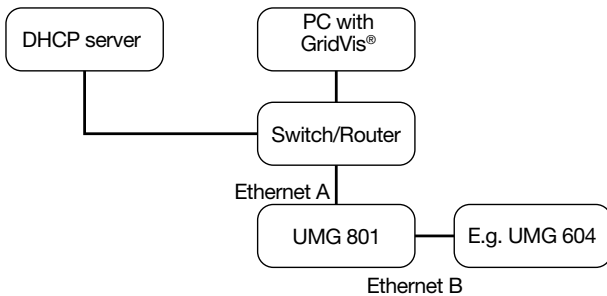 DHCP server
PC with
GridVis®
Switch/Router
Ethernet A
UMG 801
E.g. UMG 604
Ethernet B